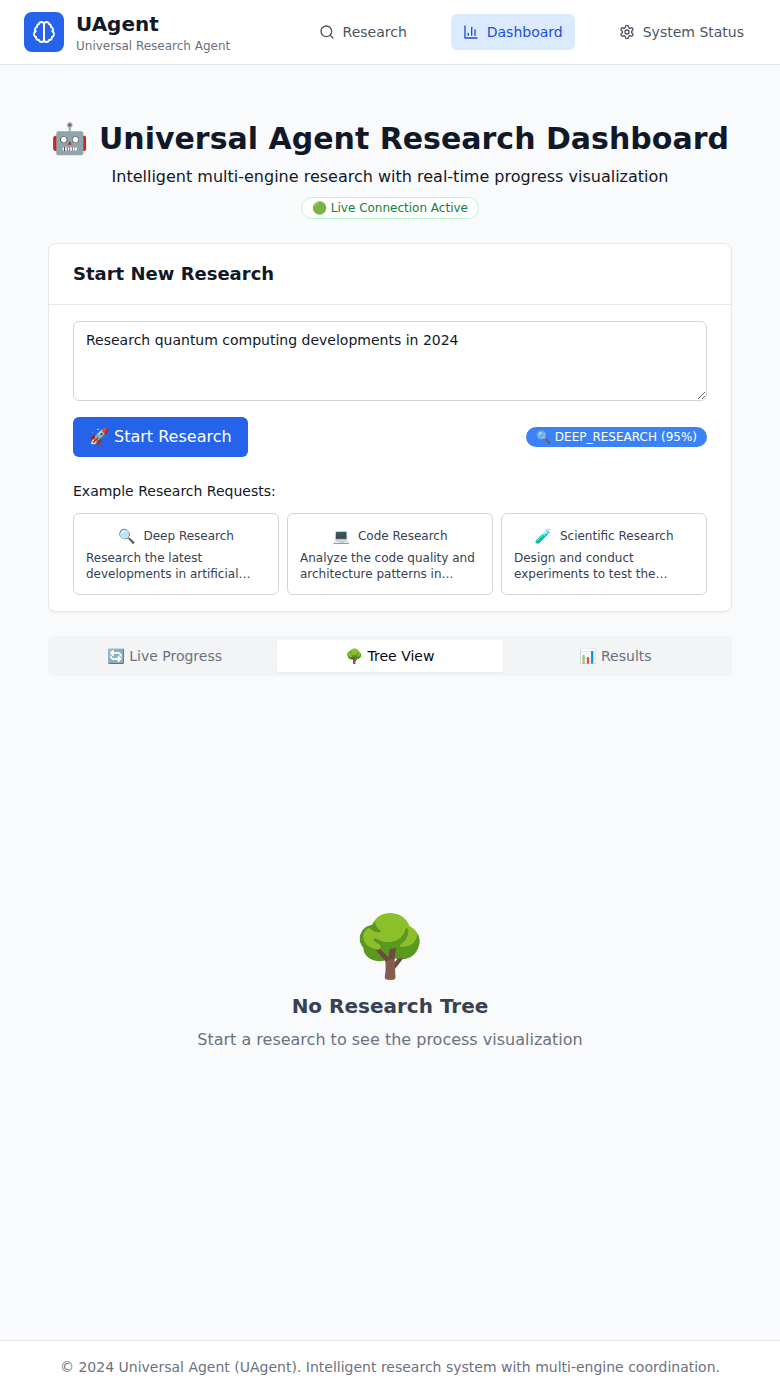 UAgent
Universal Research Agent
Research
Dashboard
System Status
🤖 Universal Agent Research Dashboard
Intelligent multi-engine research with real-time progress visualization
🟢 Live Connection Active
Start New Research
Research quantum computing developments in 2024
🚀 Start Research
🔍 DEEP_RESEARCH (95%)
Example Research Requests:
🔍 Deep Research
Research the latest
developments in artificial...
💻 Code Research
Analyze the code quality and
architecture patterns in...
🧪 Scientific Research
Design and conduct
experiments to test the...
🔄 Live Progress
🌳 Tree View
📊 Results
🌳
No Research Tree
Start a research to see the process visualization
© 2024 Universal Agent (UAgent). Intelligent research system with multi-engine coordination.